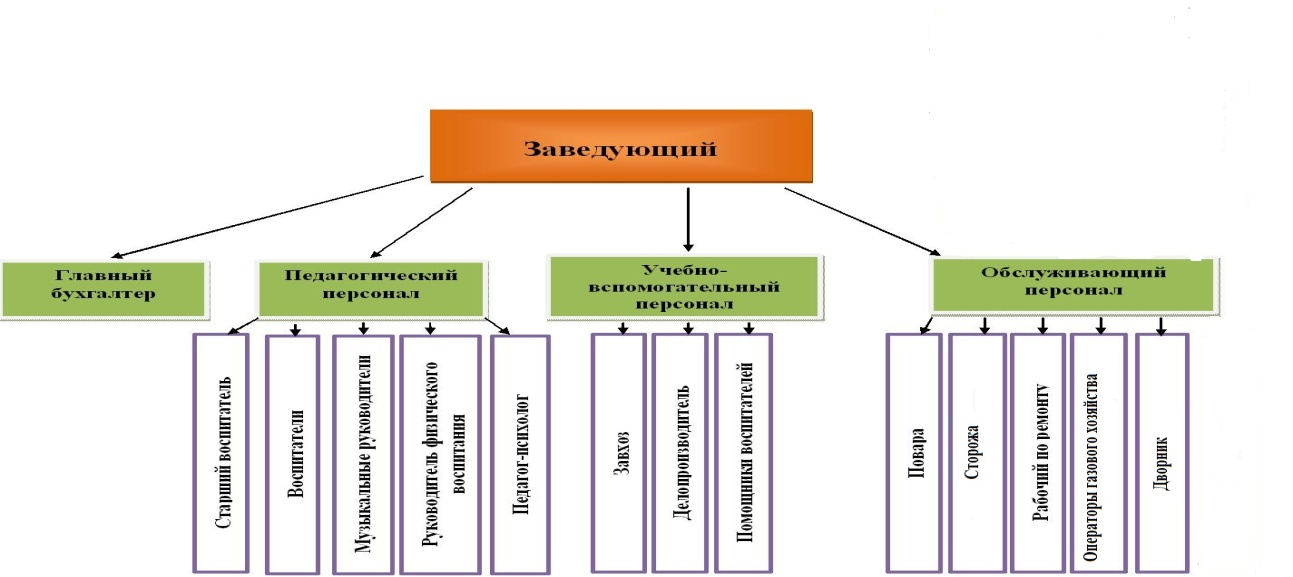 Заведующий
Главный
бухгалтер
Педагогический
персонал
Учебно-
вспомогательный
персонал
Обслуживающий
персонал
Старший воспитатель
Воспитатели
Музыкальные руководители
Руководитель физического
воспитания
Педагог-психолог
Завхоз
Делопроизводитель
Помощники воспитателей
Повара
Сторожа
Рабочий по ремонту
Операторы газового хозяйства
Дворник